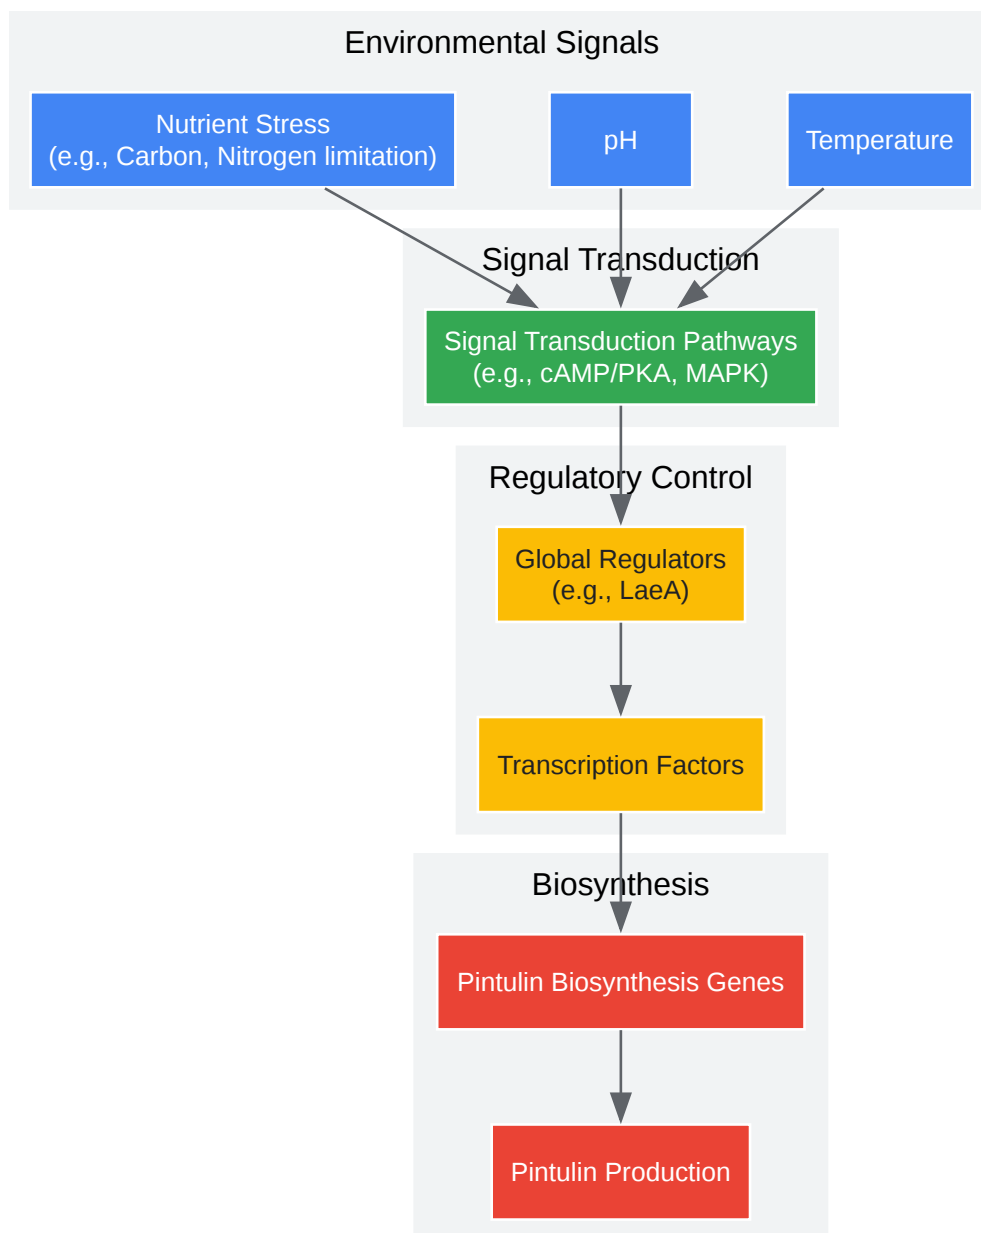 Environmental Signals
Nutrient Stress
(e.g., Carbon, Nitrogen limitation)
pH
Temperature
Signal Transduction
Signal Transduction Pathways
(e.g., cAMP/PKA, MAPK)
Regulatory Control
Global Regulators
(e.g., LaeA)
Transcription Factors
Biosynthesis
Pintulin Biosynthesis Genes
Pintulin Production